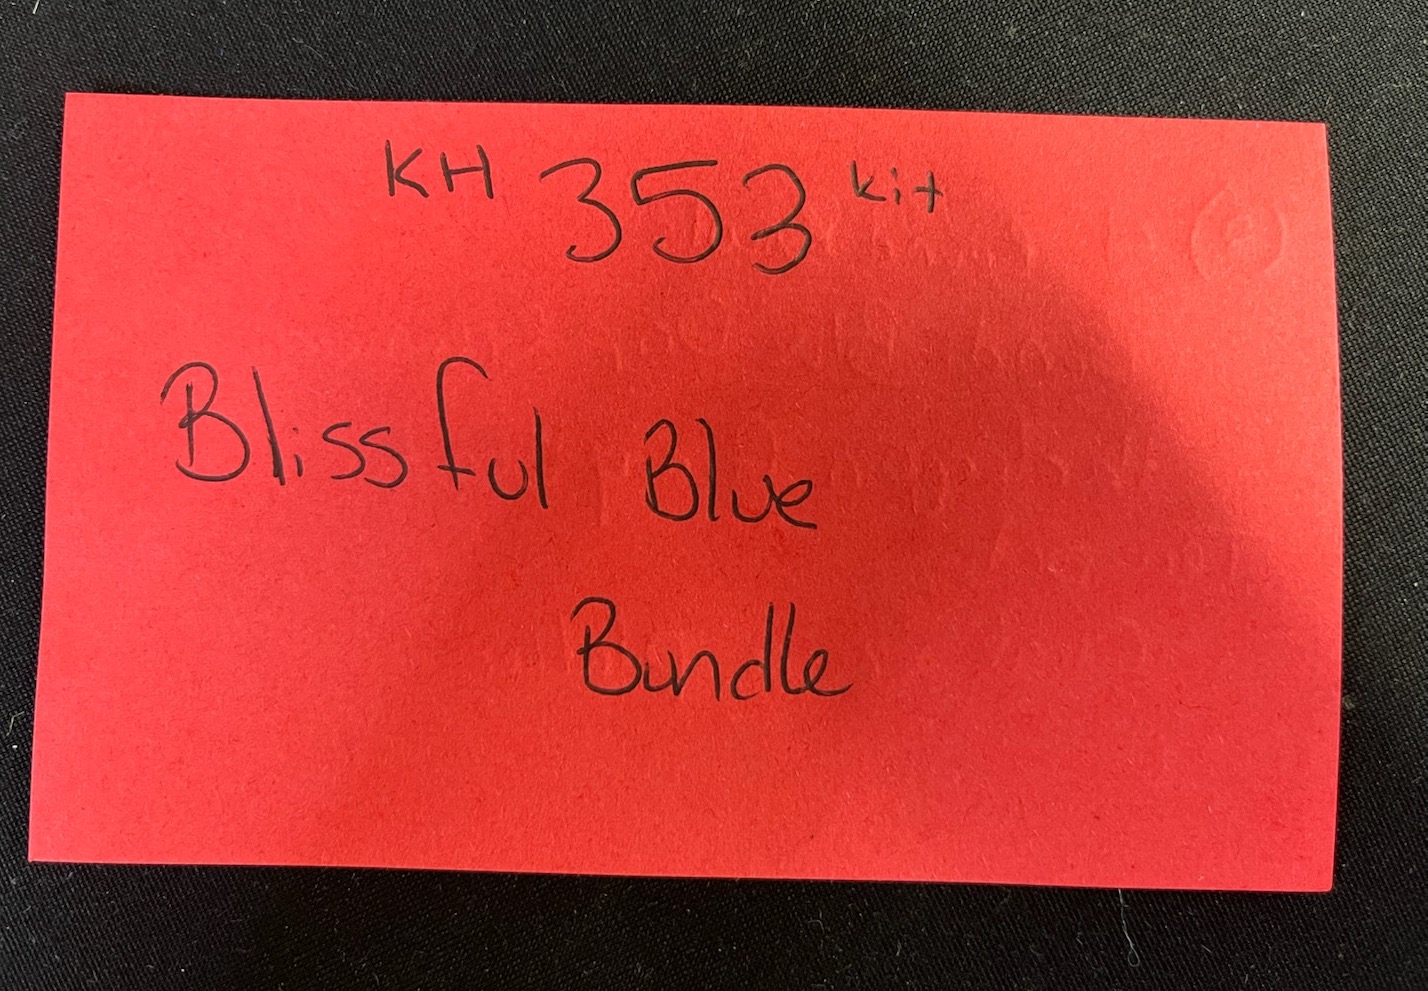 KH 353 kit
Blissful Blue
Bundle